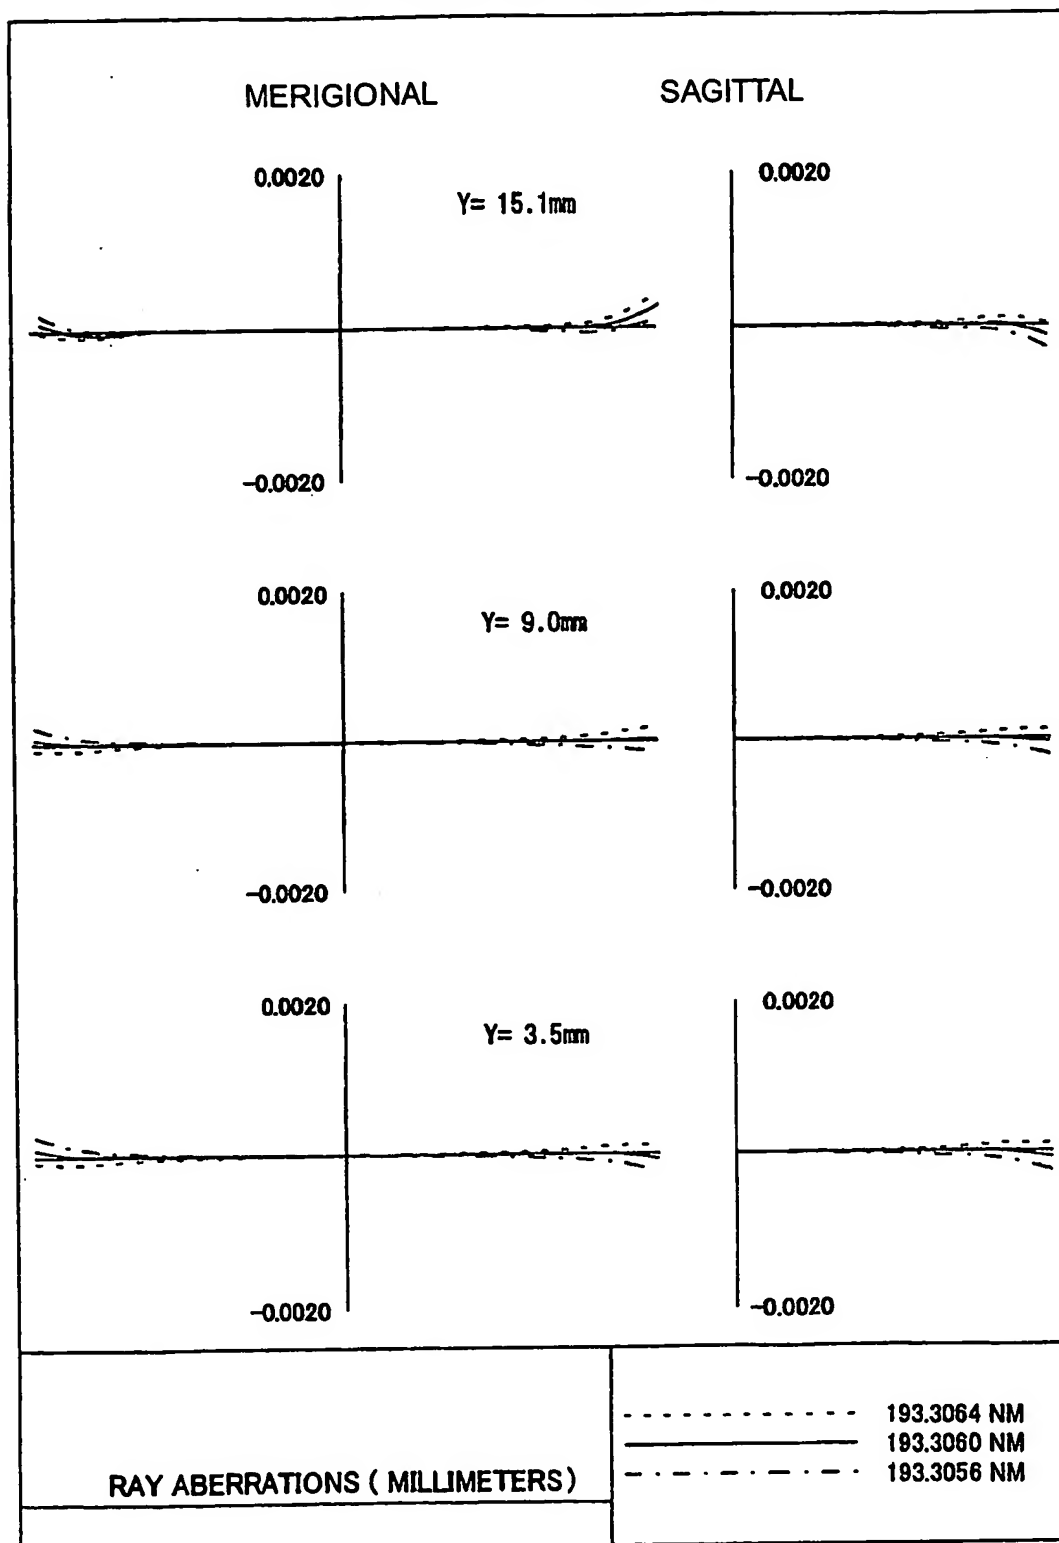 MERIGIONAL SAGITTAL
0.0020 0.0020
Y= 15.1mm
-0.0020 -0.0020
0.0020 0.0020
Y= 9.0mm
-0.0020 -0.0020
0.0020 0.0020
Y= 3.5mm
-0.0020 -0.0020
193.3064 NM
193.3060 NM
193.3056 NM
RAY ABERRATIONS ( MILLIMETERS)